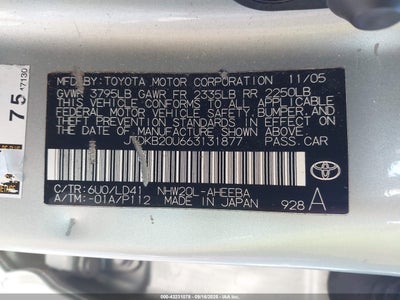 MFD.BY: TOYOTA MOTOR CORPORATION 11/05
GVWR 3795LB GAWR FR 2335LB RR 2250LB
THIS VEHICLE CONFORMS TO ALL APPLICABLE
FEDERAL MOTOR VEHICLE SAFETY, BUMPER, AND
THEFT PREVENTION STANDARDS IN EFFECT ON
THE DATE OF MANUFACTURE SHOWN ABOVE.
JTDKB20U663131877 PASS.CAR
C/TR: 6U0/LD41 NHW20L-AHEEBA
A/TM: -01A/P112 MADE IN JAPAN 928 A
TOYOTA
75